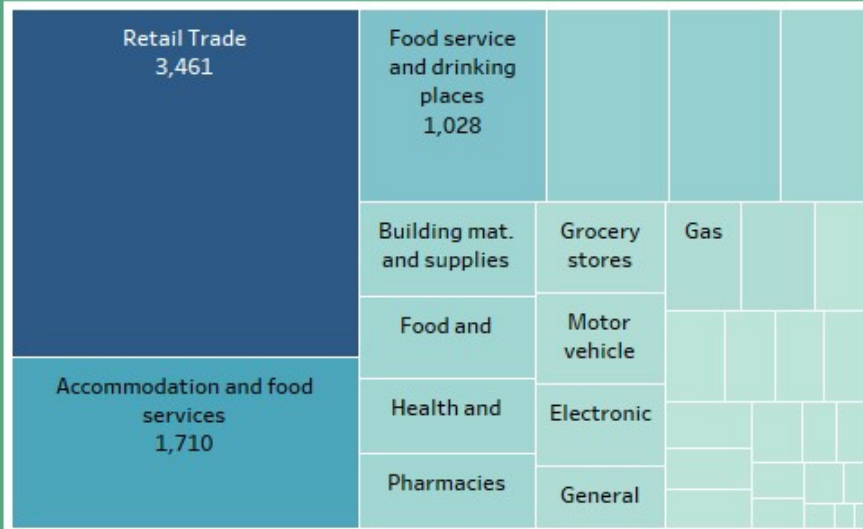 Retail Trade
3,461
Accommodation and food
services
1,710
Food service
and drinking
places
1,028
Building mat.
and supplies
Food and
Health and
Pharmacies
Grocery
stores
Motor
vehicle
Electronic
General
Gas